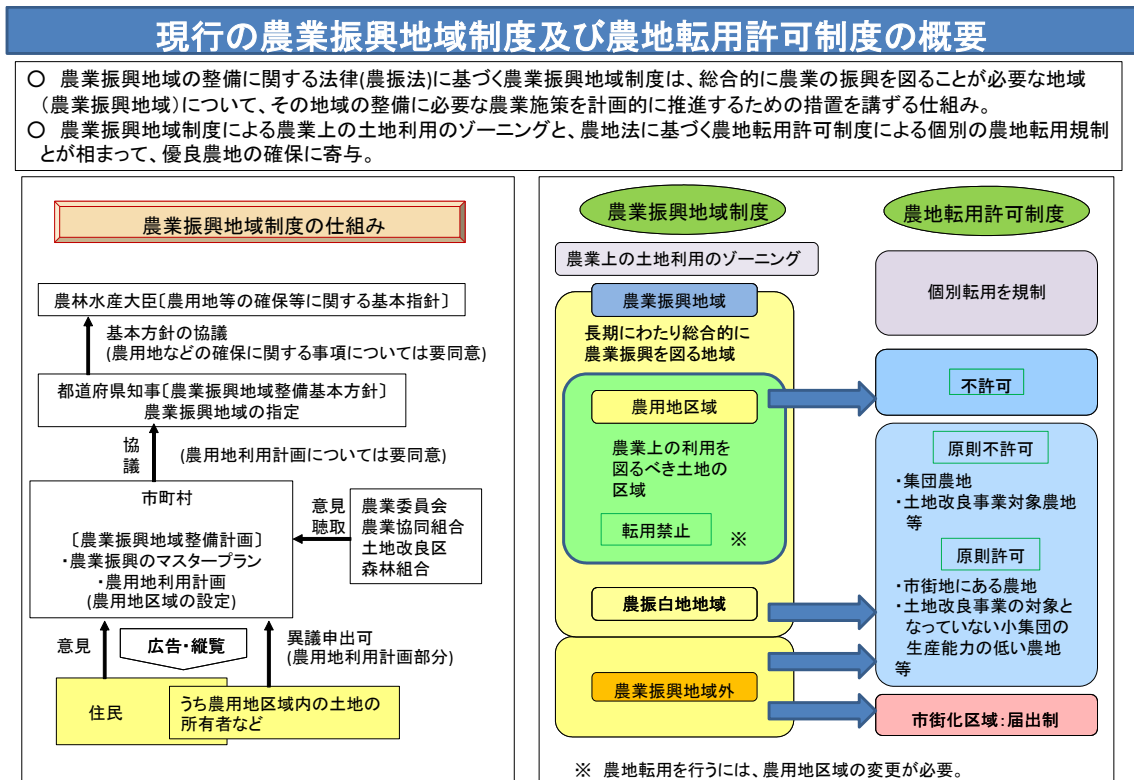 現行の農業振興地域制度及び農地転用許可制度の概要
○ 農業振興地域の整備に関する法律(農振法)に基づく農業振興地域制度は、総合的に農業の振興を図ることが必要な地域
(農業振興地域)について、その地域の整備に必要な農業施策を計画的に推進するための措置を講ずる仕組み。
○ 農業振興地域制度による農業上の土地利用のゾーニングと、農地法に基づく農地転用許可制度による個別の農地転用規制
とが相まって、優良農地の確保に寄与。
農業振興地域制度の仕組み
農林水産大臣〔農用地等の確保等に関する基本指針〕
基本方針の協議
(農用地などの確保に関する事項については要同意)
都道府県知事〔農業振興地域整備基本方針〕
農業振興地域の指定
協議
(農用地利用計画については要同意)
市町村
〔農業振興地域整備計画〕
・農業振興のマスタープラン
・農用地利用計画
(農用地区域の設定)
意見
聴取
農業委員会
農業協同組合
土地改良区
森林組合
意見
広告・縦覧
異議申出可
(農用地利用計画部分)
住民
うち農用地区域内の土地の
所有者など
農業振興地域制度
農業上の土地利用のゾーニング
農業振興地域
長期にわたり総合的に
農業振興を図る地域
農用地区域
農業上の利用を
図るべき土地の
区域
転用禁止
※
農振白地地域
農業振興地域外
農地転用許可制度
個別転用を規制
不許可
原則不許可
・集団農地
・土地改良事業対象農地
等
原則許可
・市街地にある農地
・土地改良事業の対象と
なっていない小集団の
生産能力の低い農地
等
市街化区域:届出制
※ 農地転用を行うには、農用地区域の変更が必要。